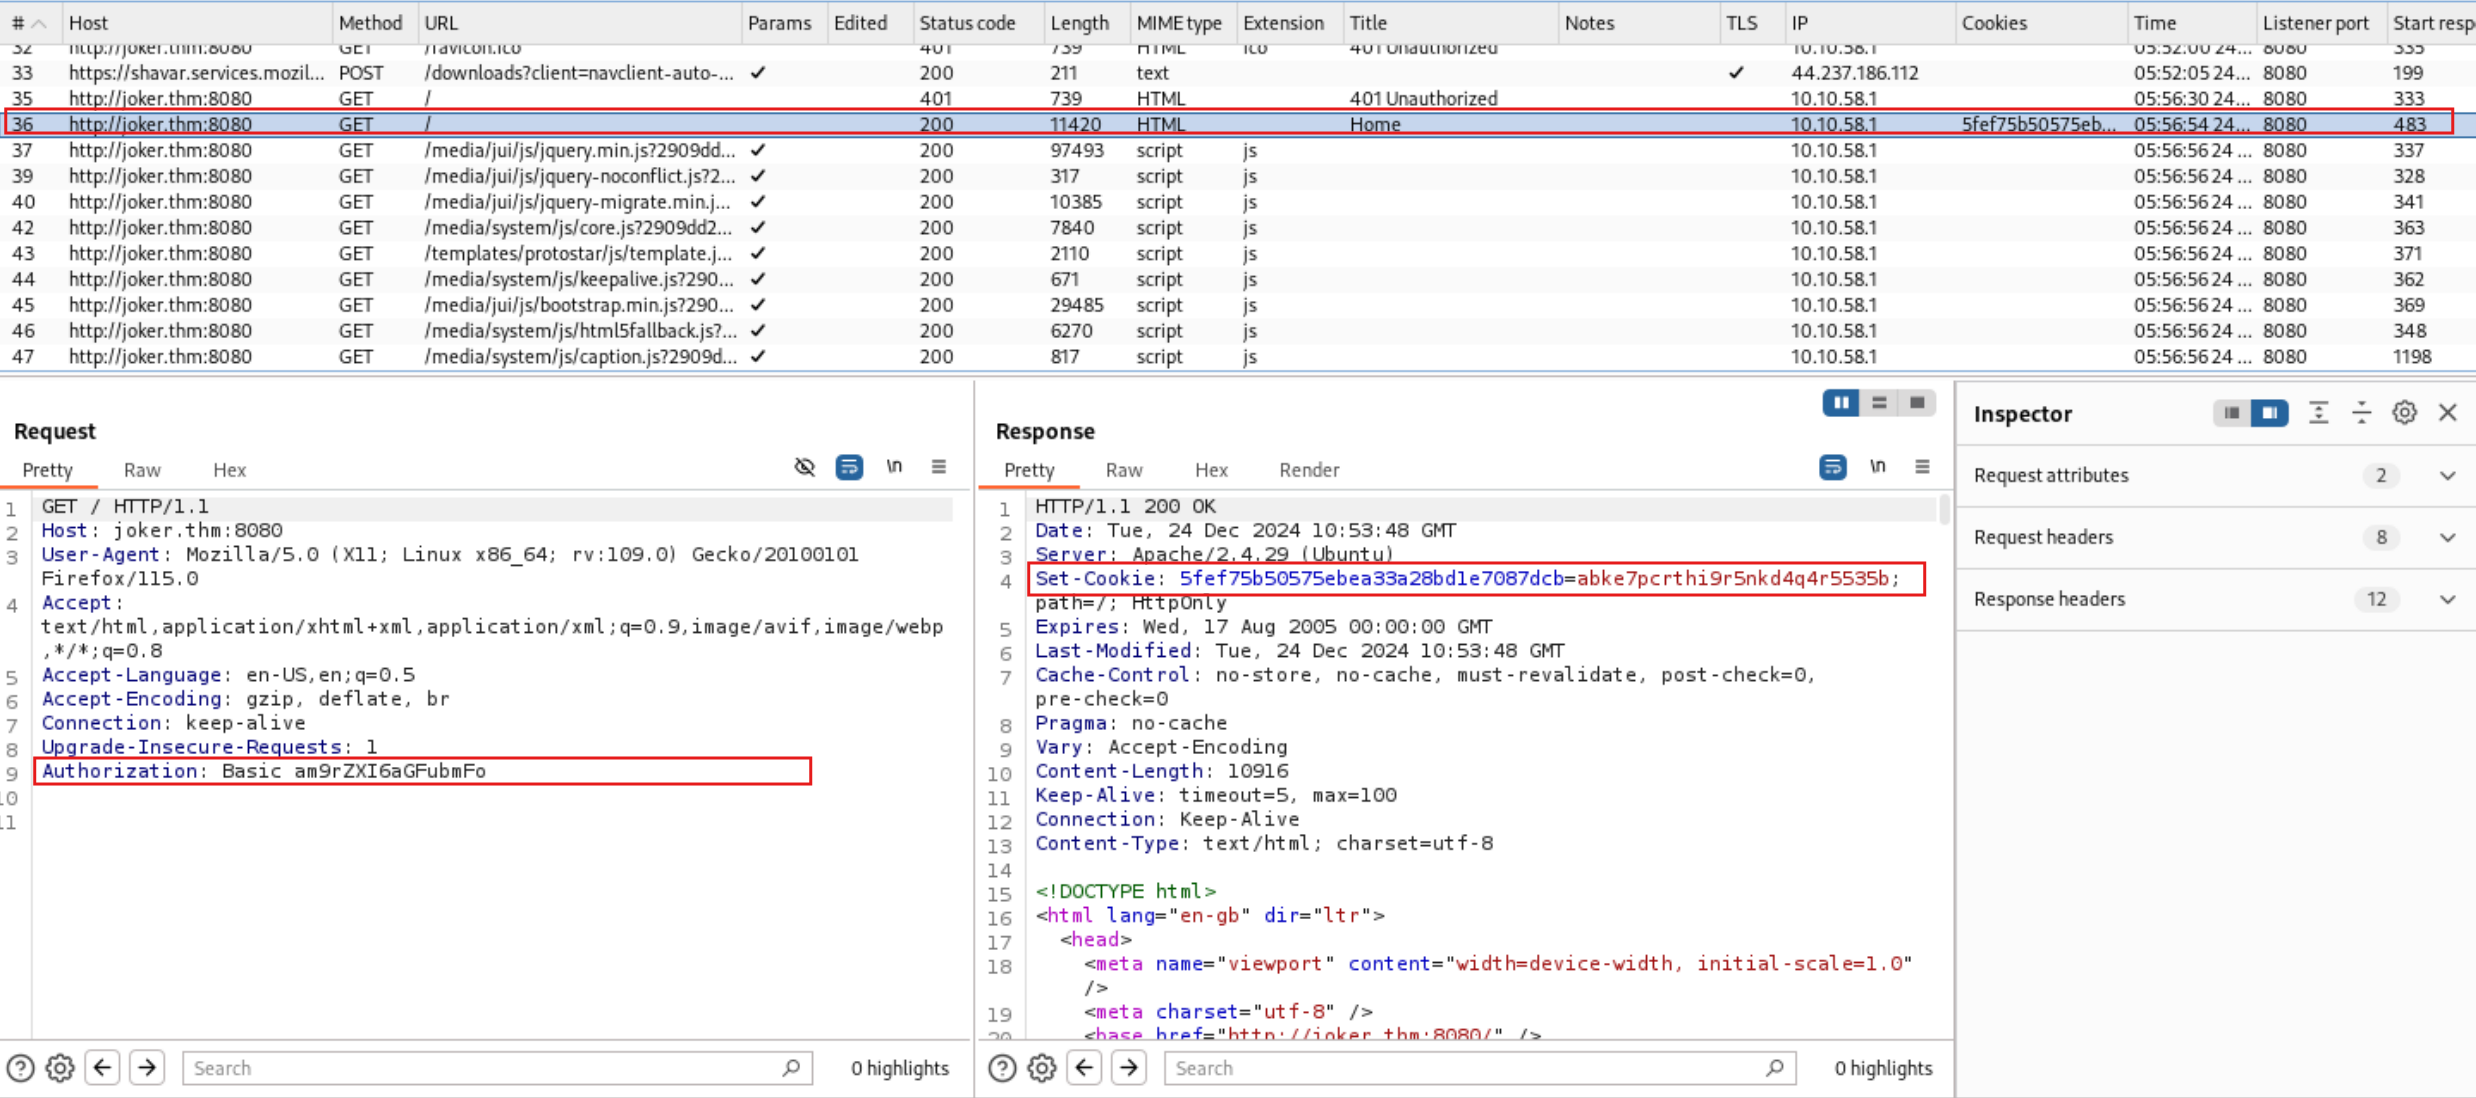 # Host Method URL Params Edited Status code Length MIME type Extension Title Notes TLS IP Cookies Time Listener port Start resp
32 http://joker.thm:8080 GET /favicon.ico 401 739 HTML ico 401 Unauthorized 10.10.58.1 05:52:00 24... 8080 335
33 https://shavar.services.mozil... POST /downloads?client=navclient-auto-... ✓ 200 211 text ✓ 44.237.186.112 05:52:05 24... 8080 199
35 http://joker.thm:8080 GET / 401 739 HTML 401 Unauthorized 10.10.58.1 05:56:30 24... 8080 333
36 http://joker.thm:8080 GET / 200 11420 HTML Home 10.10.58.1 5fef75b50575eb... 05:56:54 24... 8080 483
37 http://joker.thm:8080 GET /media/jui/js/jquery.min.js?2909dd... ✓ 200 97493 script js 10.10.58.1 05:56:56 24 ... 8080 337
39 http://joker.thm:8080 GET /media/jui/js/jquery-noconflict.js?2... ✓ 200 317 script js 10.10.58.1 05:56:56 24 ... 8080 328
40 http://joker.thm:8080 GET /media/jui/js/jquery-migrate.min.j... ✓ 200 10385 script js 10.10.58.1 05:56:56 24 ... 8080 341
42 http://joker.thm:8080 GET /media/system/js/core.js?2909dd2... ✓ 200 7840 script js 10.10.58.1 05:56:56 24 ... 8080 363
43 http://joker.thm:8080 GET /templates/protostar/js/template.j... ✓ 200 2110 script js 10.10.58.1 05:56:56 24 ... 8080 371
44 http://joker.thm:8080 GET /media/system/js/keepalive.js?290... ✓ 200 671 script js 10.10.58.1 05:56:56 24 ... 8080 362
45 http://joker.thm:8080 GET /media/jui/js/bootstrap.min.js?290... ✓ 200 29485 script js 10.10.58.1 05:56:56 24 ... 8080 369
46 http://joker.thm:8080 GET /media/system/js/html5fallback.js?... ✓ 200 6270 script js 10.10.58.1 05:56:56 24 ... 8080 348
47 http://joker.thm:8080 GET /media/system/js/caption.js?2909d... ✓ 200 817 script js 10.10.58.1 05:56:56 24 ... 8080 1198
Request
Pretty Raw Hex \n
1 GET / HTTP/1.1
2 Host: joker.thm:8080
3 User-Agent: Mozilla/5.0 (X11; Linux x86_64; rv:109.0) Gecko/20100101
Firefox/115.0
4 Accept:
text/html,application/xhtml+xml,application/xml;q=0.9,image/avif,image/webp
,*/*;q=0.8
5 Accept-Language: en-US,en;q=0.5
6 Accept-Encoding: gzip, deflate, br
7 Connection: keep-alive
8 Upgrade-Insecure-Requests: 1
9 Authorization: Basic am9rZXI6aGFubmFo
10
11
Search 0 highlights
Response
Pretty Raw Hex Render \n
1 HTTP/1.1 200 OK
2 Date: Tue, 24 Dec 2024 10:53:48 GMT
3 Server: Apache/2.4.29 (Ubuntu)
4 Set-Cookie: 5fef75b50575ebea33a28bd1e7087dcb=abke7pcrthi9r5nkd4q4r5535b;
path=/; HttpOnly
5 Expires: Wed, 17 Aug 2005 00:00:00 GMT
6 Last-Modified: Tue, 24 Dec 2024 10:53:48 GMT
7 Cache-Control: no-store, no-cache, must-revalidate, post-check=0,
pre-check=0
8 Pragma: no-cache
9 Vary: Accept-Encoding
10 Content-Length: 10916
11 Keep-Alive: timeout=5, max=100
12 Connection: Keep-Alive
13 Content-Type: text/html; charset=utf-8
14
15 <!DOCTYPE html>
16 <html lang="en-gb" dir="ltr">
17 <head>
18 <meta name="viewport" content="width=device-width, initial-scale=1.0"
/>
19 <meta charset="utf-8" />
20 <base href="http://joker.thm:8080/" />
Search 0 highlights
Inspector
Request attributes 2
Request headers 8
Response headers 12